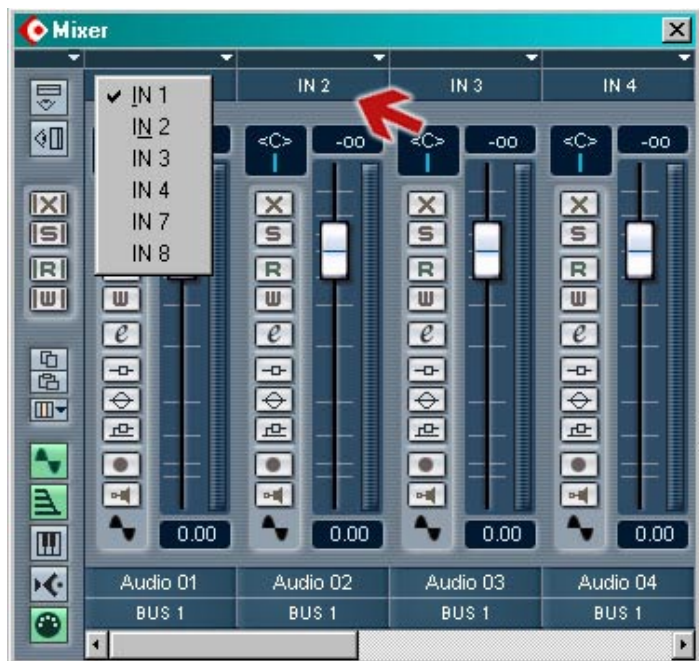 Mixer
IN 2 IN 3 IN 4
IN 1
IN 2
IN 3
IN 4
IN 7
IN 8
<C> -oo <C> -oo <C> -oo
X X X X
S S S S
R R R R
W W W W W
e e e e
0.00 0.00 0.00 0.00
Audio 01 Audio 02 Audio 03 Audio 04
BUS 1 BUS 1 BUS 1 BUS 1